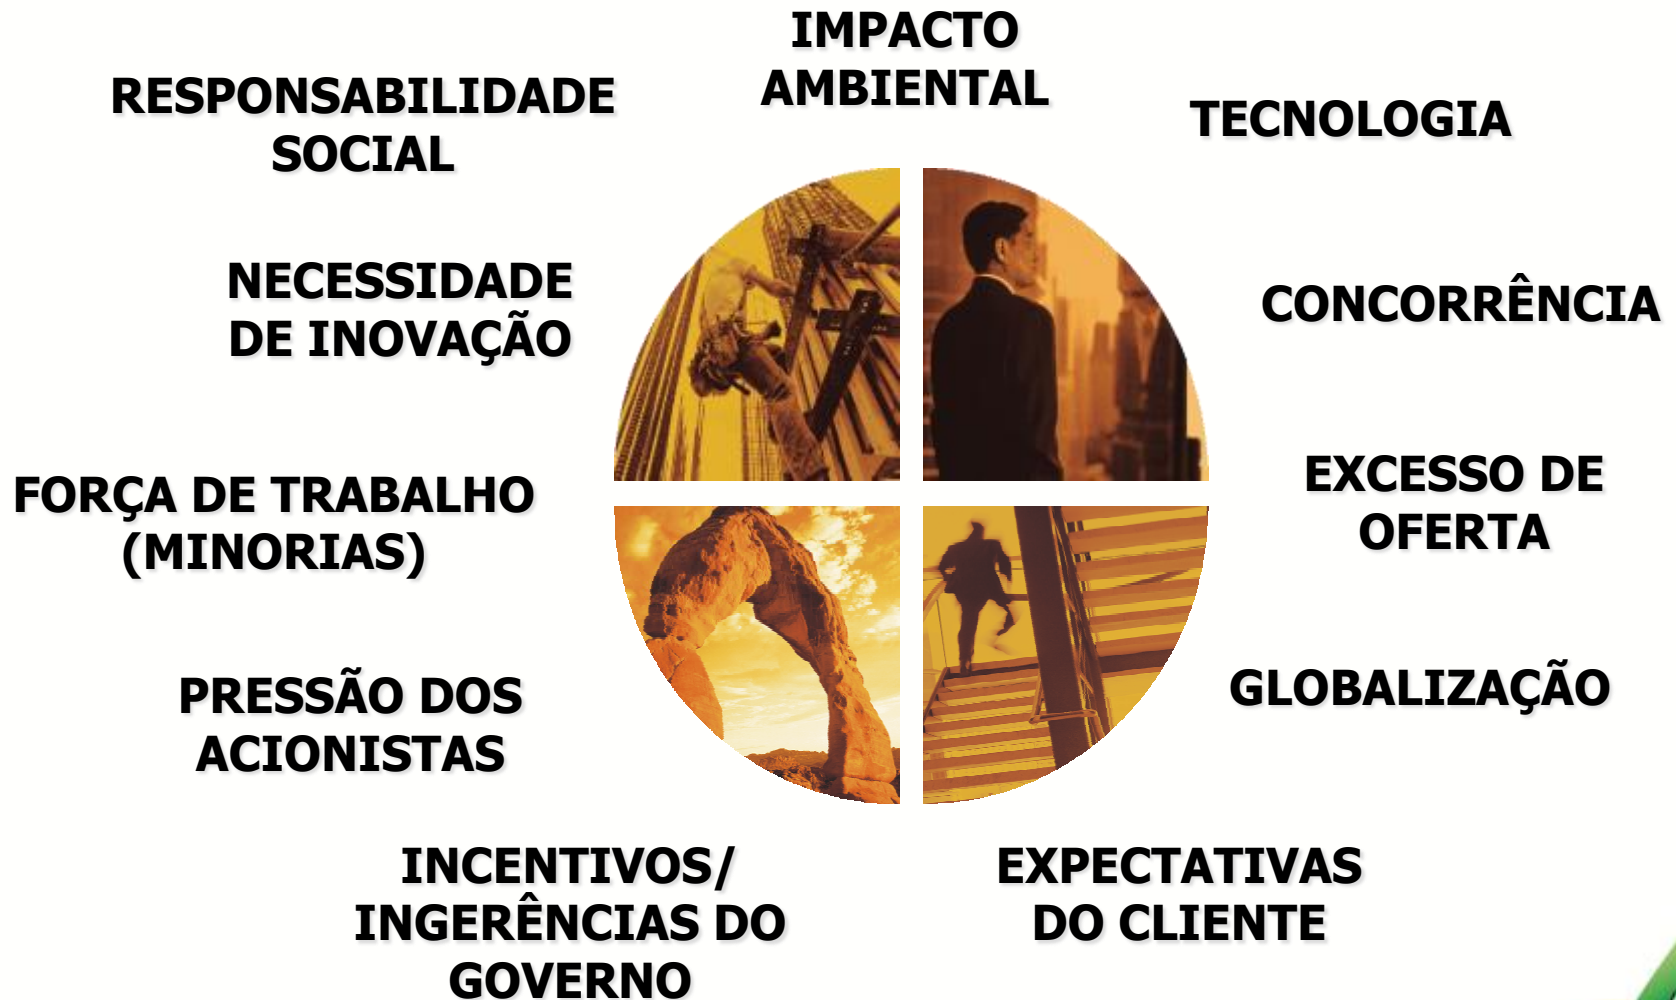 IMPACTO
AMBIENTAL
RESPONSABILIDADE
SOCIAL
TECNOLOGIA
NECESSIDADE
DE INOVAÇÃO
CONCORRÊNCIA
FORÇA DE TRABALHO
(MINORIAS)
EXCESSO DE
OFERTA
PRESSÃO DOS
ACIONISTAS
GLOBALIZAÇÃO
INCENTIVOS/
INGERÊNCIAS DO
GOVERNO
EXPECTATIVAS
DO CLIENTE